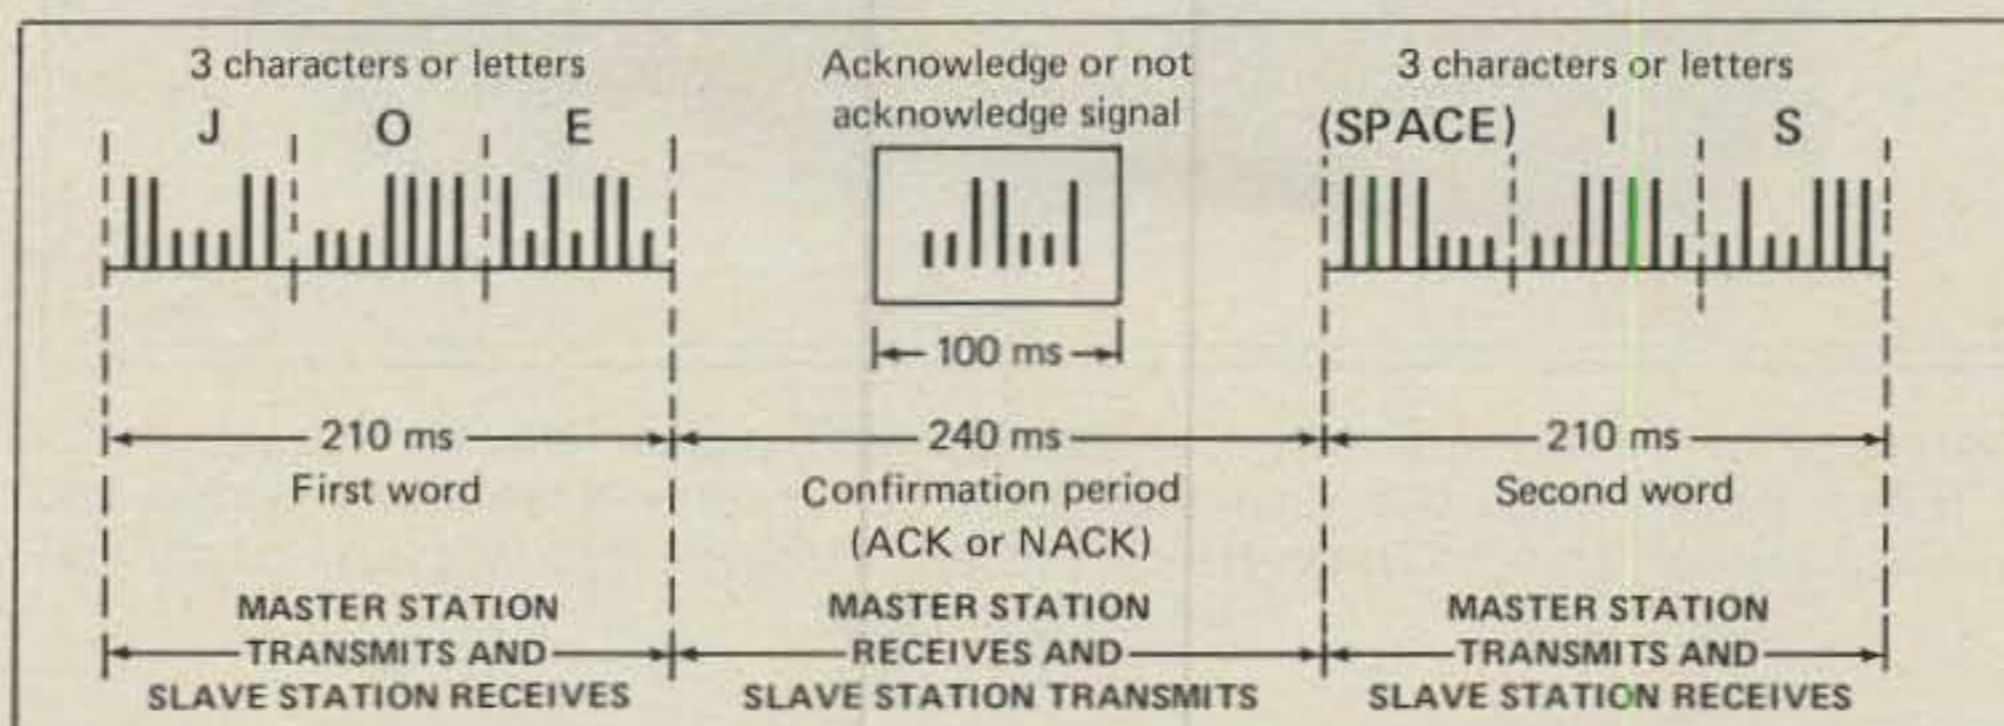 3 characters or letters
J O E
210 ms
First word
MASTER STATION
TRANSMITS AND
SLAVE STATION RECEIVES
Acknowledge or not
acknowledge signal
100 ms
240 ms
Confirmation period
(ACK or NACK)
MASTER STATION
RECEIVES AND
SLAVE STATION TRANSMITS
3 characters or letters
(SPACE) I S
210 ms
Second word
MASTER STATION
TRANSMITS AND
SLAVE STATION RECEIVES